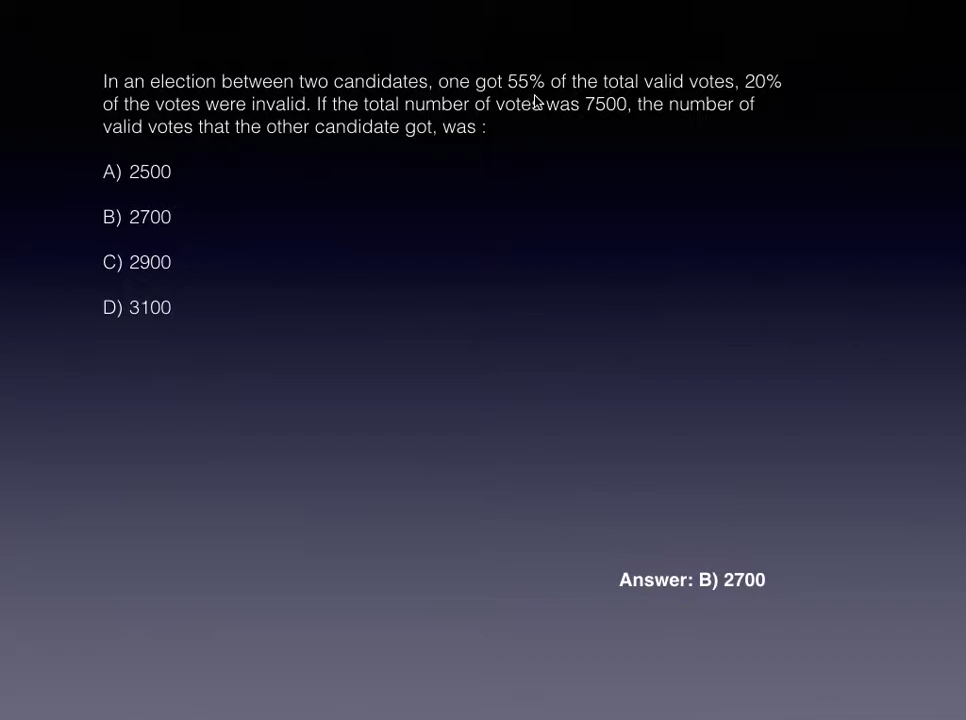 In an election between two candidates, one got 55% of the total valid votes, 20%
of the votes were invalid. If the total number of votes was 7500, the number of
valid votes that the other candidate got, was :
A) 2500
B) 2700
C) 2900
D) 3100
Answer: B) 2700